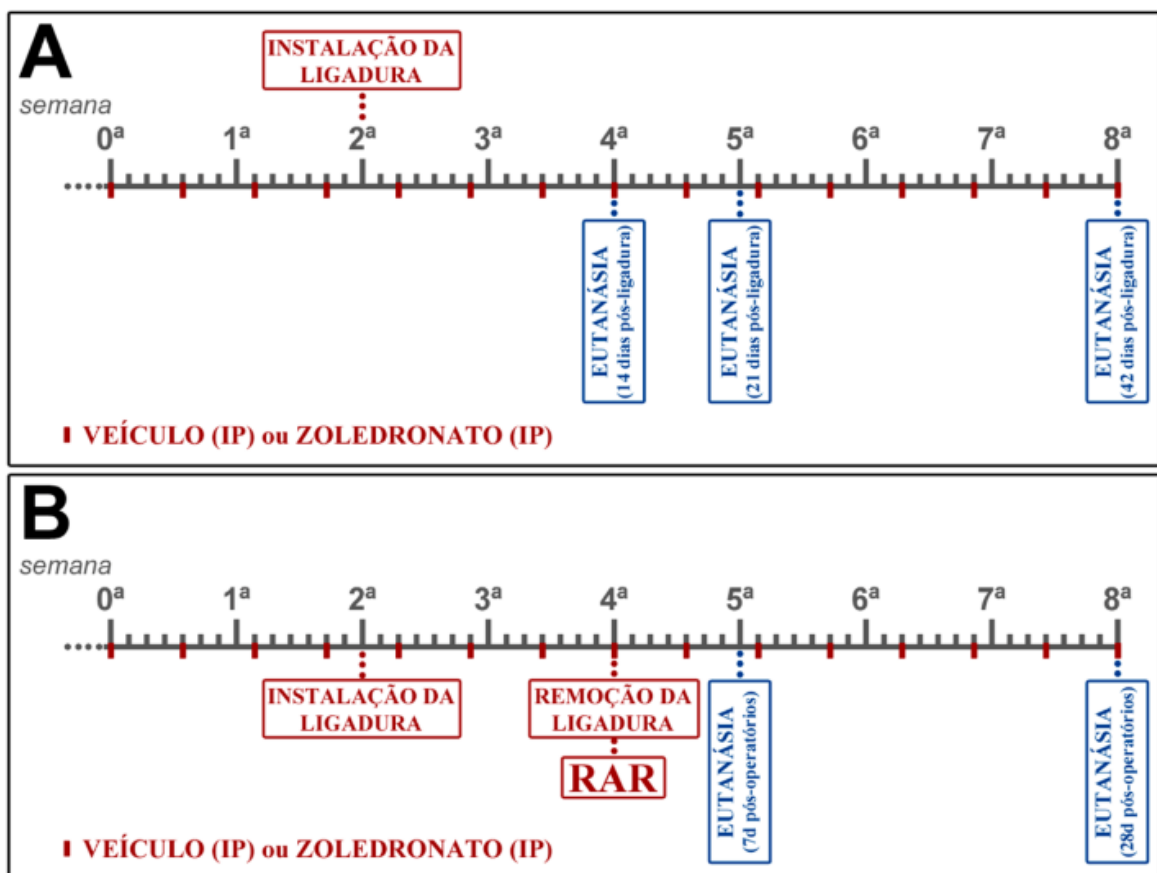 A
INSTALAÇÃO DA
LIGADURA
semana
0ª 1ª 2ª 3ª 4ª 5ª 6ª 7ª 8ª
EUTANÁSIA
(14 dias pós-ligadura)
EUTANÁSIA
(21 dias pós-ligadura)
EUTANÁSIA
(42 dias pós-ligadura)
VEÍCULO (IP) ou ZOLEDRONATO (IP)
B
semana
0ª 1ª 2ª 3ª 4ª 5ª 6ª 7ª 8ª
INSTALAÇÃO DA
LIGADURA
REMOÇÃO DA
LIGADURA
RAR
EUTANÁSIA
(7d pós-operatórios)
EUTANÁSIA
(28d pós-operatórios)
VEÍCULO (IP) ou ZOLEDRONATO (IP)